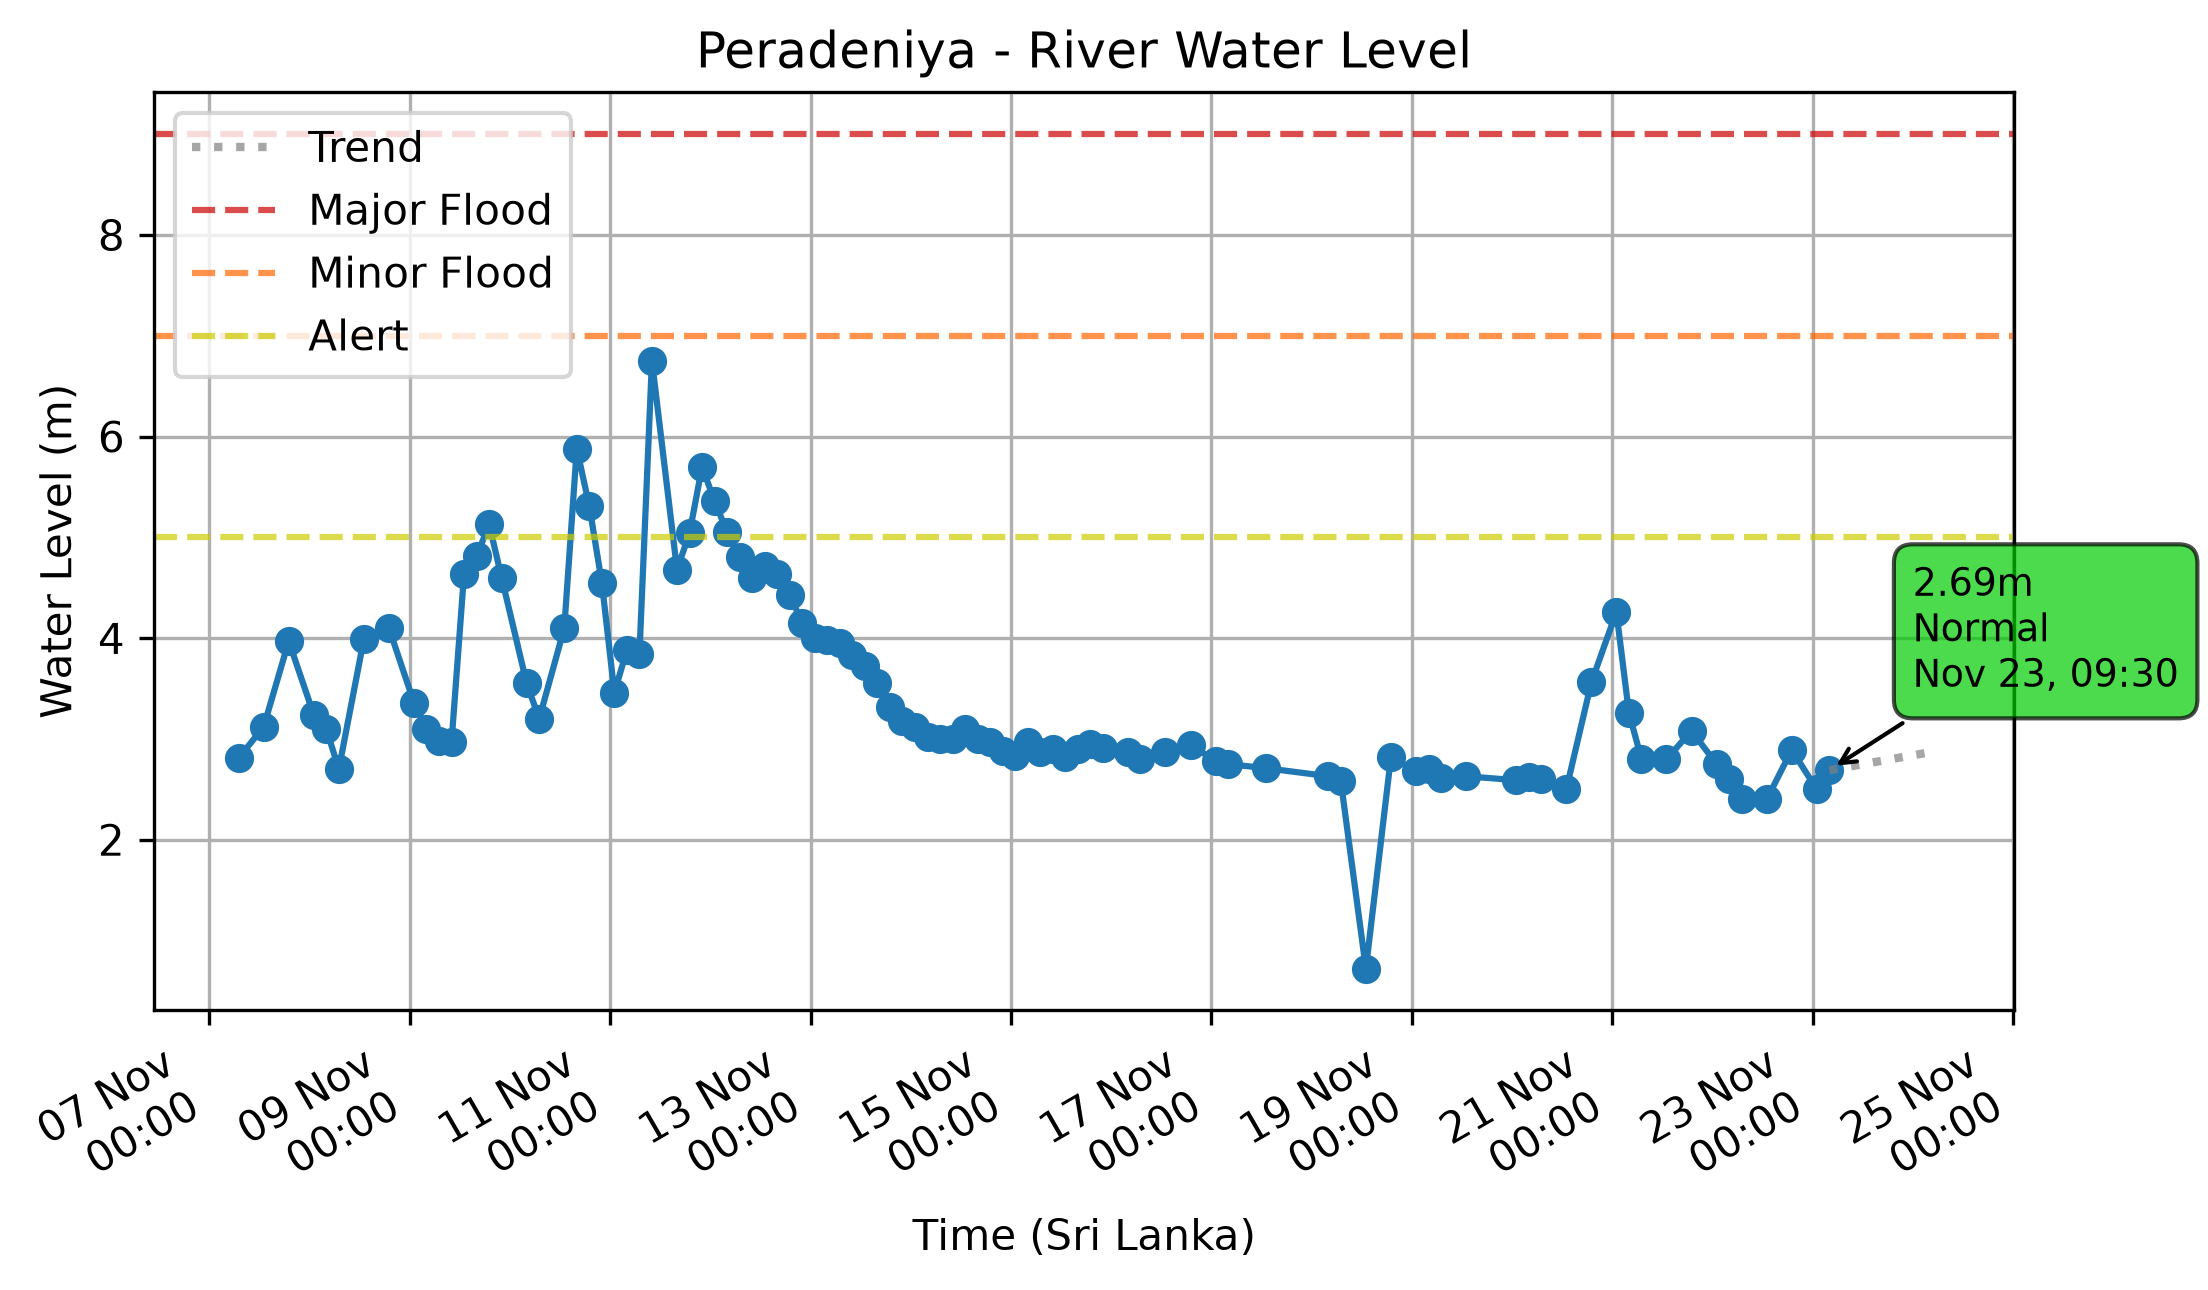 Peradeniya - River Water Level
Trend
Major Flood
Minor Flood
Alert
8
6
4
2
Water Level (m)
2.69m
Normal
Nov 23, 09:30
07 Nov
00:00
09 Nov
00:00
11 Nov
00:00
13 Nov
00:00
15 Nov
00:00
17 Nov
00:00
19 Nov
00:00
21 Nov
00:00
23 Nov
00:00
25 Nov
00:00
Time (Sri Lanka)